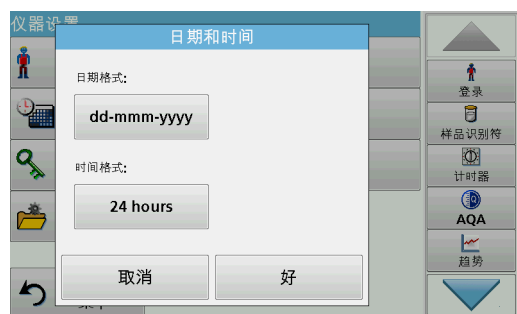 仪器设置
日期和时间
日期格式:
dd-mmm-yyyy
时间格式:
24 hours
取消
好
登录
样品识别符
计时器
AQA
趋势